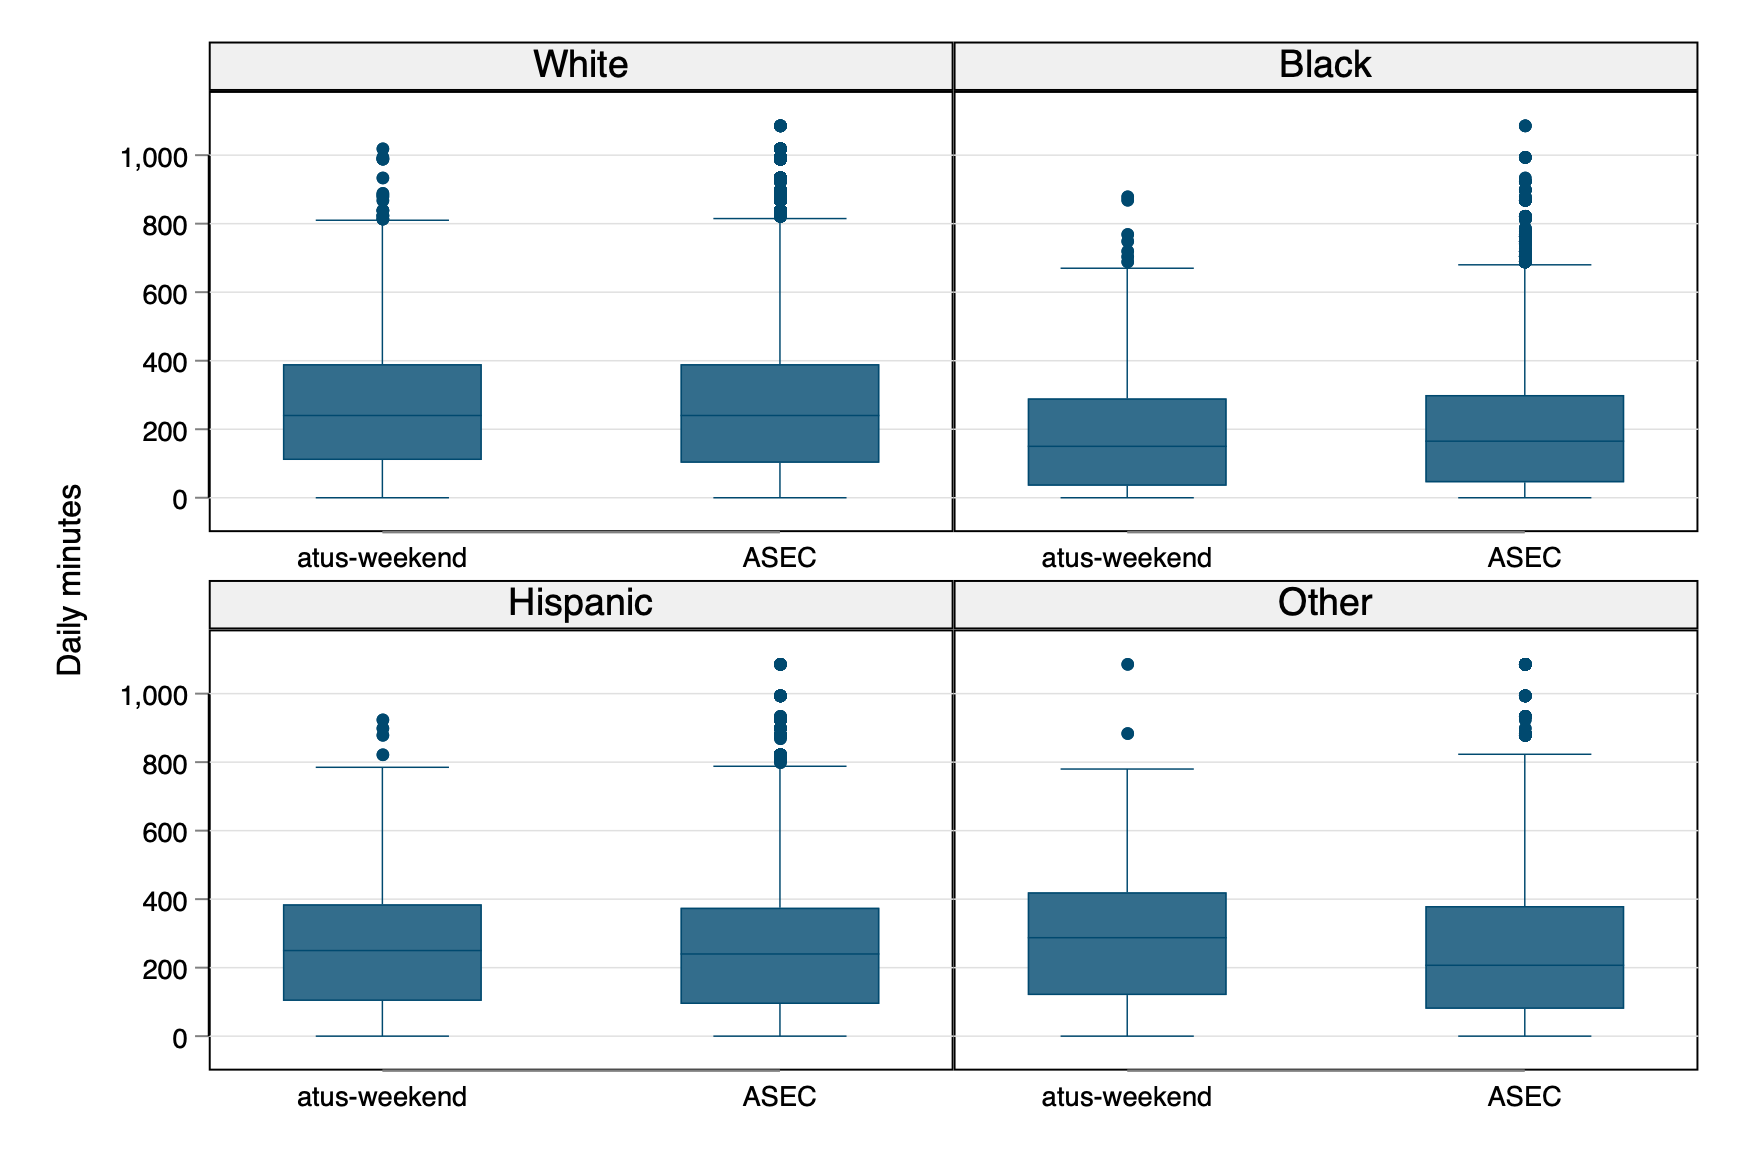 White
Black
1,000
800
600
400
200
0
atus-weekend
ASEC
atus-weekend
ASEC
Daily minutes
Hispanic
Other
1,000
800
600
400
200
0
atus-weekend
ASEC
atus-weekend
ASEC